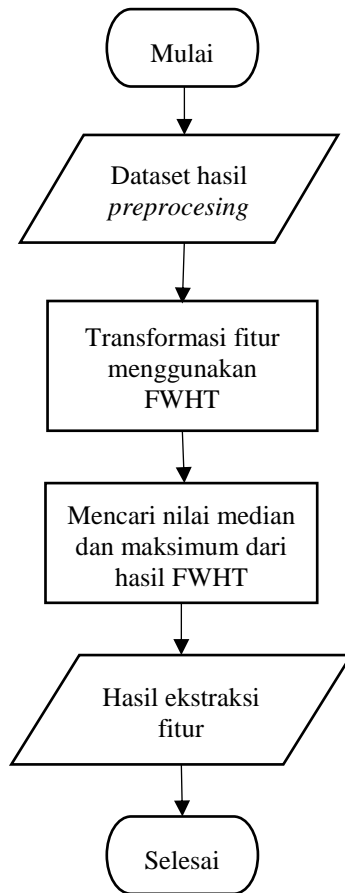 Mulai
Dataset hasil
preprocesing
Transformasi fitur
menggunakan
FWHT
Mencari nilai median
dan maksimum dari
hasil FWHT
Hasil ekstraksi
fitur
Selesai